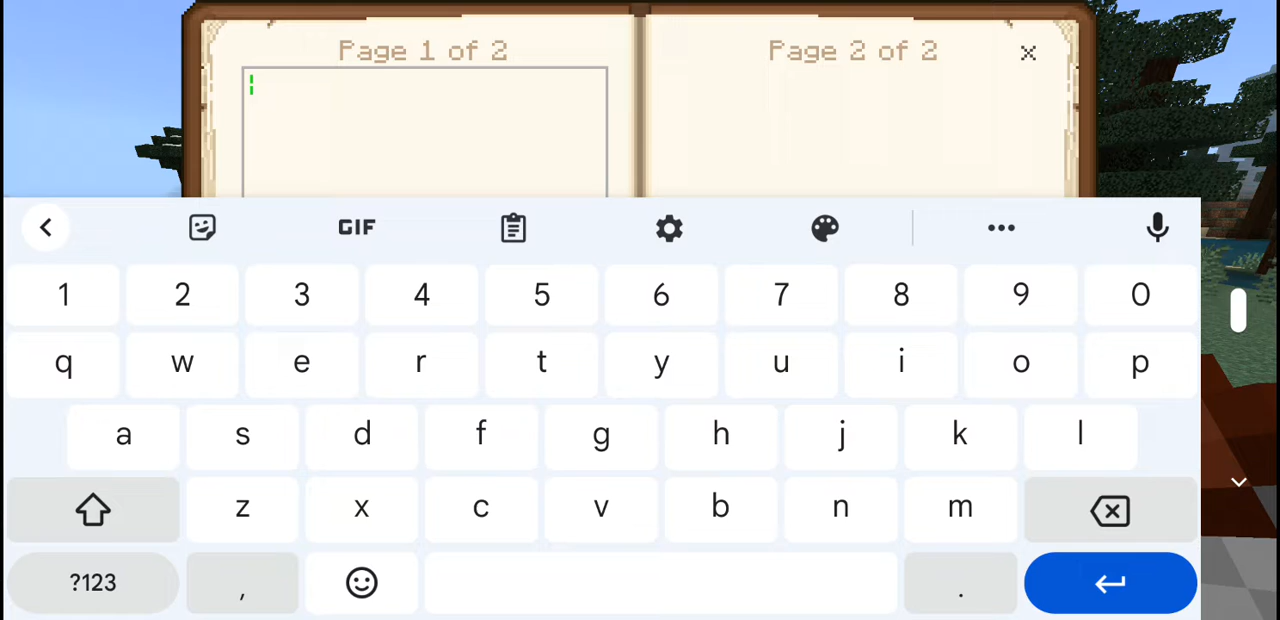 Page 1 of 2
Page 2 of 2
x
GIF
1 2 3 4 5 6 7 8 9 0
q w e r t y u i o p
a s d f g h j k l
z x c v b n m
?123 , .